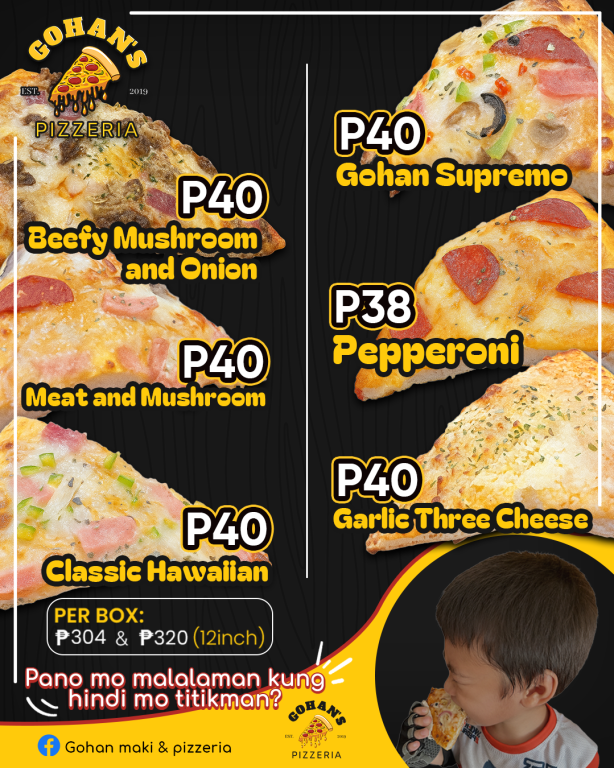 GOHAN'S
EST. 2019
PIZZERIA
P40
Beefy Mushroom
and Onion
P40
Meat and Mushroom
P40
Classic Hawaiian
P40
Gohan Supremo
P38
Pepperoni
P40
Garlic Three Cheese
PER BOX:
₱304 & ₱320 (12inch)
Pano mo malalaman kung
hindi mo titikman?
Gohan maki & pizzeria
GOHAN'S
EST. 2019
PIZZERIA